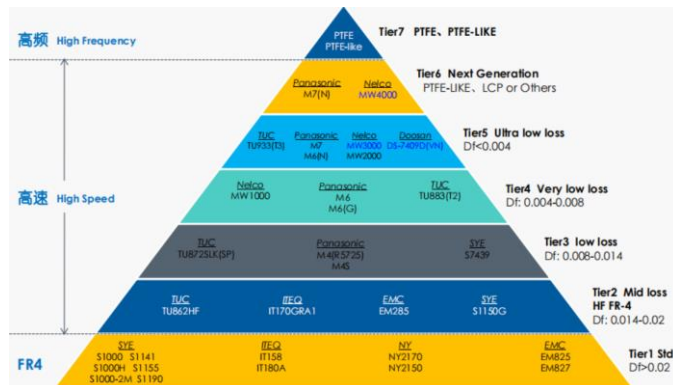 高频 High Frequency
PTFE
PTFE-like
Tier7 PTFE、PTFE-LIKE
Panasonic
M7(N)
Nelco
MW4000
Tier6 Next Generation
PTFE-LIKE、LCP or Others
TUC
TU933(T3)
Panasonic
M7
M6(N)
Nelco
MW3000
MW2000
Doosan
DS-7409D(VN)
Tier5 Ultra low loss
Df<0.004
高速 High Speed
Nelco
MW1000
Panasonic
M6
M6(G)
TUC
TU883(T2)
Tier4 Very low loss
Df: 0.004-0.008
TUC
TU872SLK(SP)
Panasonic
M4(R5725)
M4S
SYE
S7439
Tier3 low loss
Df: 0.008-0.014
TUC
TU862HF
ITEQ
IT170GRA1
EMC
EM285
SYE
S1150G
Tier2 Mid loss
HF FR-4
Df: 0.014-0.02
FR4
SYE
S1000 S1141
S1000H S1155
S1000-2M S1190
ITEQ
IT158
IT180A
NY
NY2170
NY2150
EMC
EM825
EM827
Tier1 Std
Df>0.02